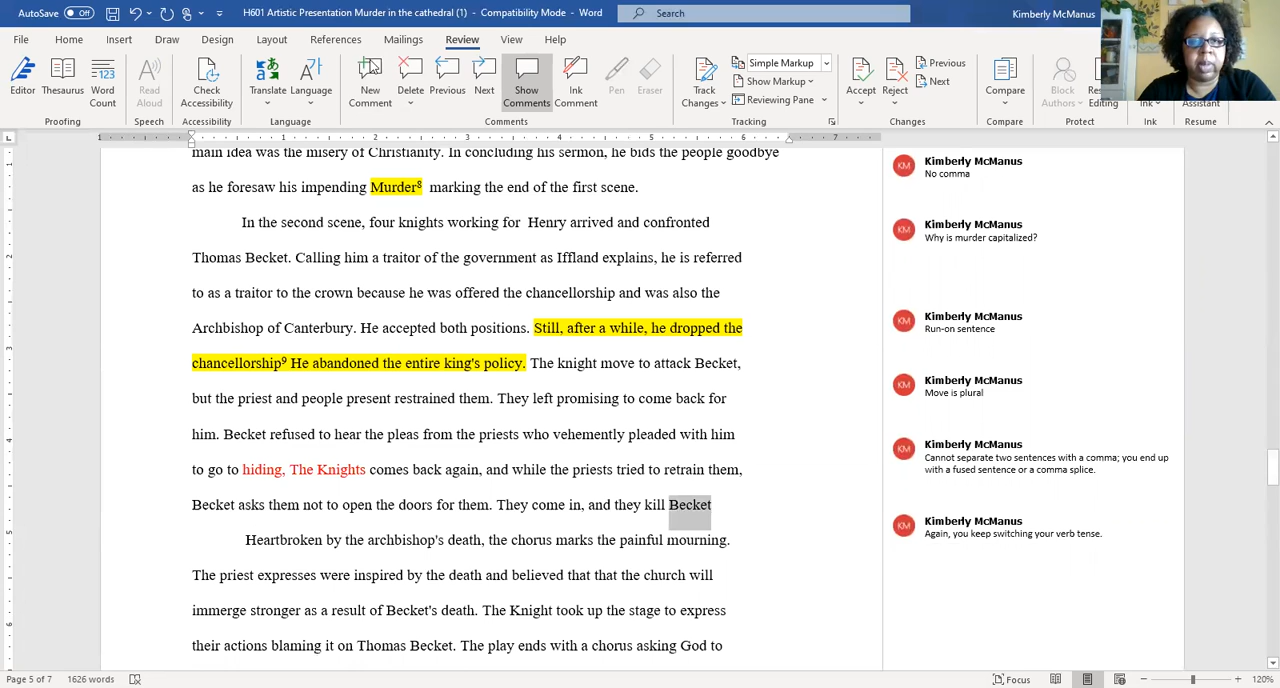 AutoSave Off H601 Artistic Presentation Murder in the cathedral (1) - Compatibility Mode - Word Search Kimberly McManus
File Home Insert Draw Design Layout References Mailings Review View Help
Editor Thesaurus Word Count Read Aloud Check Accessibility Translate Language New Comment Delete Previous Next Show Comments Ink Comment Pen Eraser Track Changes Simple Markup Show Markup Reviewing Pane Accept Reject Previous Next Compare Block Authors Editing Ink Assistant
Proofing Speech Accessibility Language Comments Tracking Changes Compare Protect Ink Resume
main idea was the misery of Christianity. In concluding his sermon, he bids the people goodbye
as he foresaw his impending Murder8 marking the end of the first scene.
In the second scene, four knights working for Henry arrived and confronted
Thomas Becket. Calling him a traitor of the government as Iffland explains, he is referred
to as a traitor to the crown because he was offered the chancellorship and was also the
Archbishop of Canterbury. He accepted both positions. Still, after a while, he dropped the
chancellorship9 He abandoned the entire king's policy. The knight move to attack Becket,
but the priest and people present restrained them. They left promising to come back for
him. Becket refused to hear the pleas from the priests who vehemently pleaded with him
to go to hiding, The Knights comes back again, and while the priests tried to retrain them,
Becket asks them not to open the doors for them. They come in, and they kill Becket
Heartbroken by the archbishop's death, the chorus marks the painful mourning.
The priest expresses were inspired by the death and believed that that the church will
immerge stronger as a result of Becket's death. The Knight took up the stage to express
their actions blaming it on Thomas Becket. The play ends with a chorus asking God to
KM Kimberly McManus
No comma
KM Kimberly McManus
Why is murder capitalized?
KM Kimberly McManus
Run-on sentence
KM Kimberly McManus
Move is plural
KM Kimberly McManus
Cannot separate two sentences with a comma; you end up
with a fused sentence or a comma splice.
KM Kimberly McManus
Again, you keep switching your verb tense.
Page 5 of 7 1626 words Focus 120%